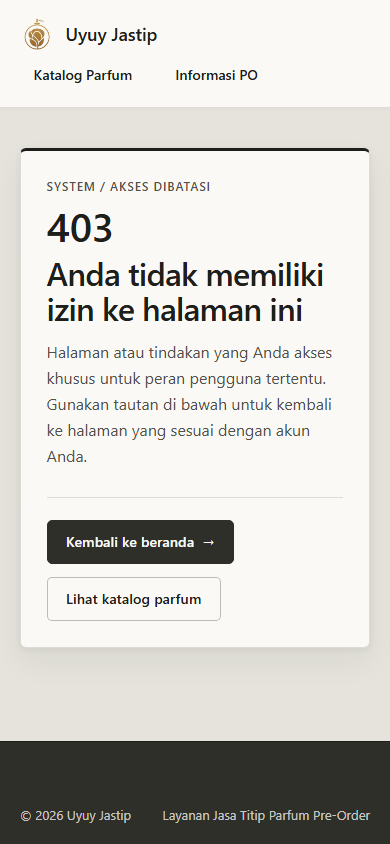 Uyuy Jastip
Katalog Parfum Informasi PO
SYSTEM / AKSES DIBATASI
403
Anda tidak memiliki
izin ke halaman ini
Halaman atau tindakan yang Anda akses
khusus untuk peran pengguna tertentu.
Gunakan tautan di bawah untuk kembali
ke halaman yang sesuai dengan akun
Anda.
Kembali ke beranda →
Lihat katalog parfum
© 2026 Uyuy Jastip Layanan Jasa Titip Parfum Pre-Order